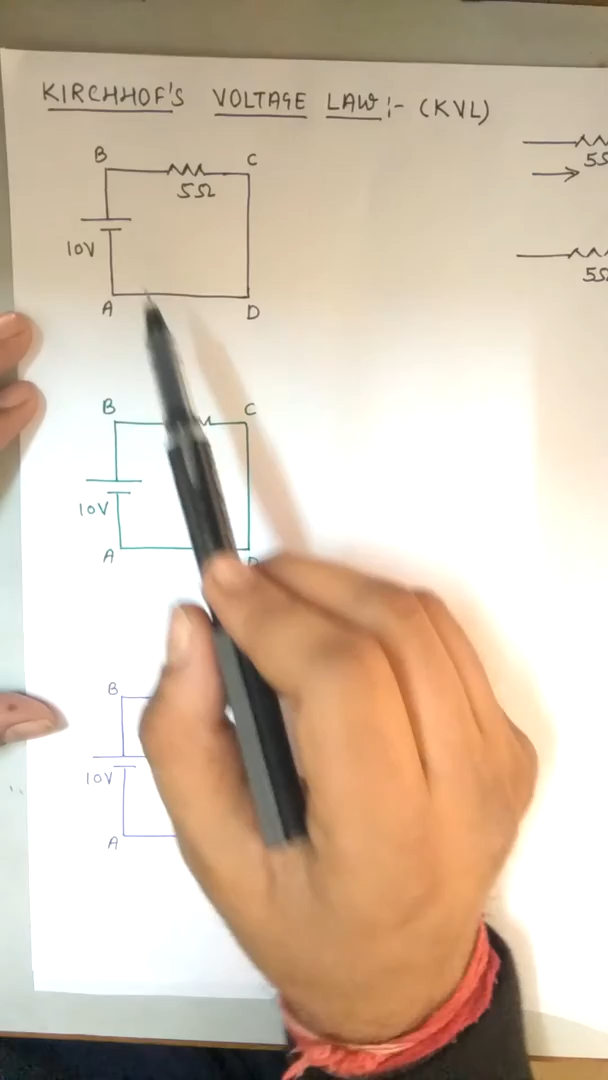 KIRCHHOF'S VOLTAGE LAW:- (KVL)
B C
5Ω
10V
A D
5Ω
5Ω
B C
10V
A D
B
10V
A